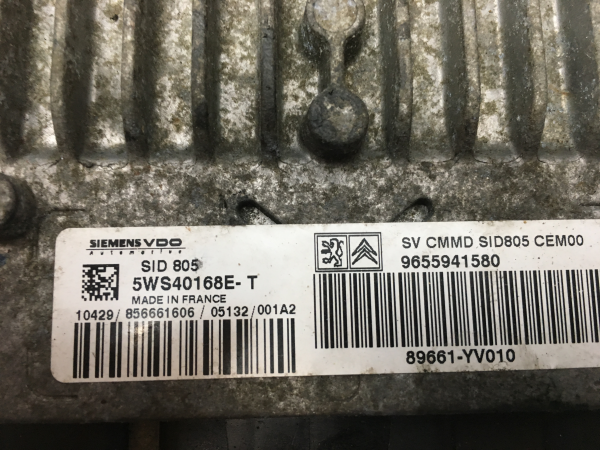 SIEMENS VDO
Automotive
SID 805
5WS40168E- T
MADE IN FRANCE
10429 / 856661606 / 05132 / 001A2
SV CMMD SID805 CEM00
9655941580
89661-YV010